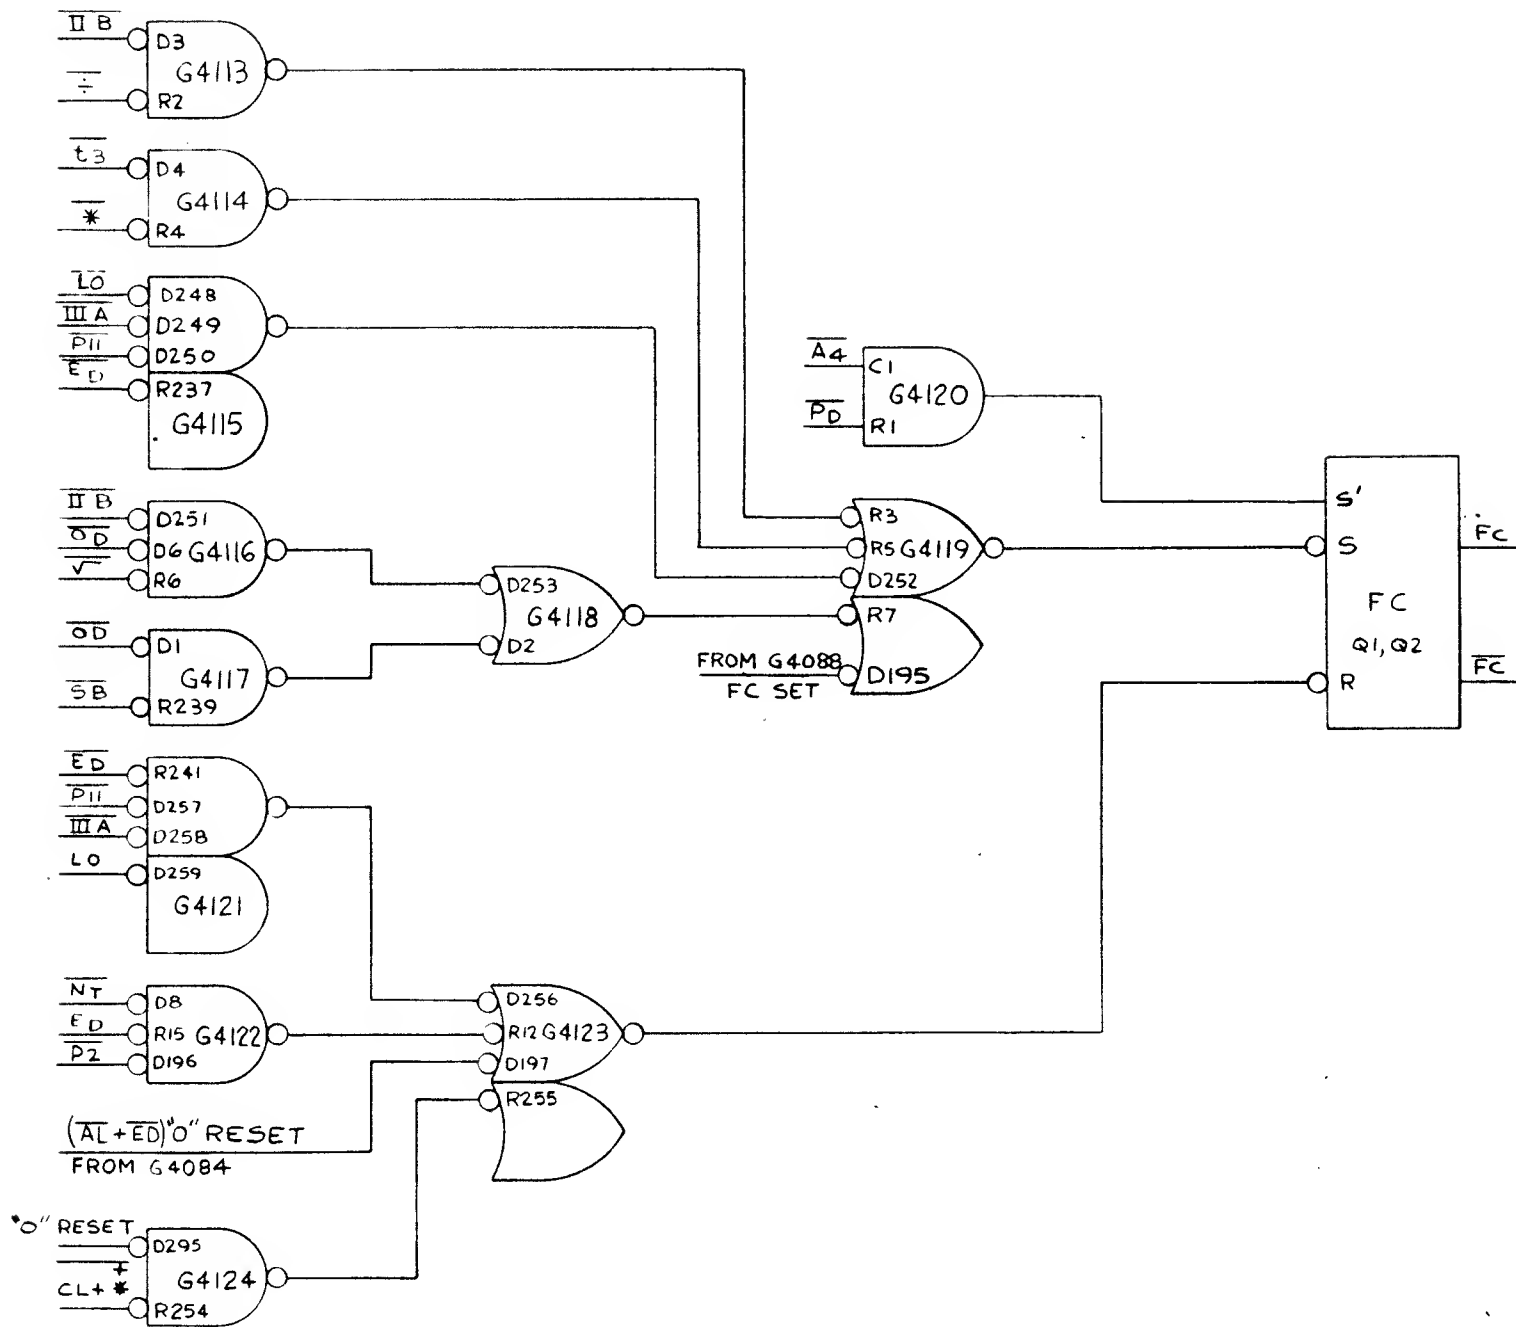 II B
D3
G4113
÷
R2
t3
D4
G4114
*
R4
LO
D248
III A
D249
P11
D250
ED
R237
G4115
A4
C1
G4120
PD
R1
II B
D251
OD
D6 G4116
√
R6
OD
D1
G4117
SB
R239
D253
G4118
D2
R3
R5 G4119
D252
R7
FROM G4088
D195
FC SET
S'
S
FC
FC
Q1, Q2
R
FC
ED
R241
P11
D257
III A
D258
LO
D259
G4121
NT
D8
ED
R15 G4122
P2
D196
D256
R12 G4123
D197
R255
(AL + ED) "O" RESET
FROM G4084
"O" RESET
D295
+
CL + *
G4124
R254